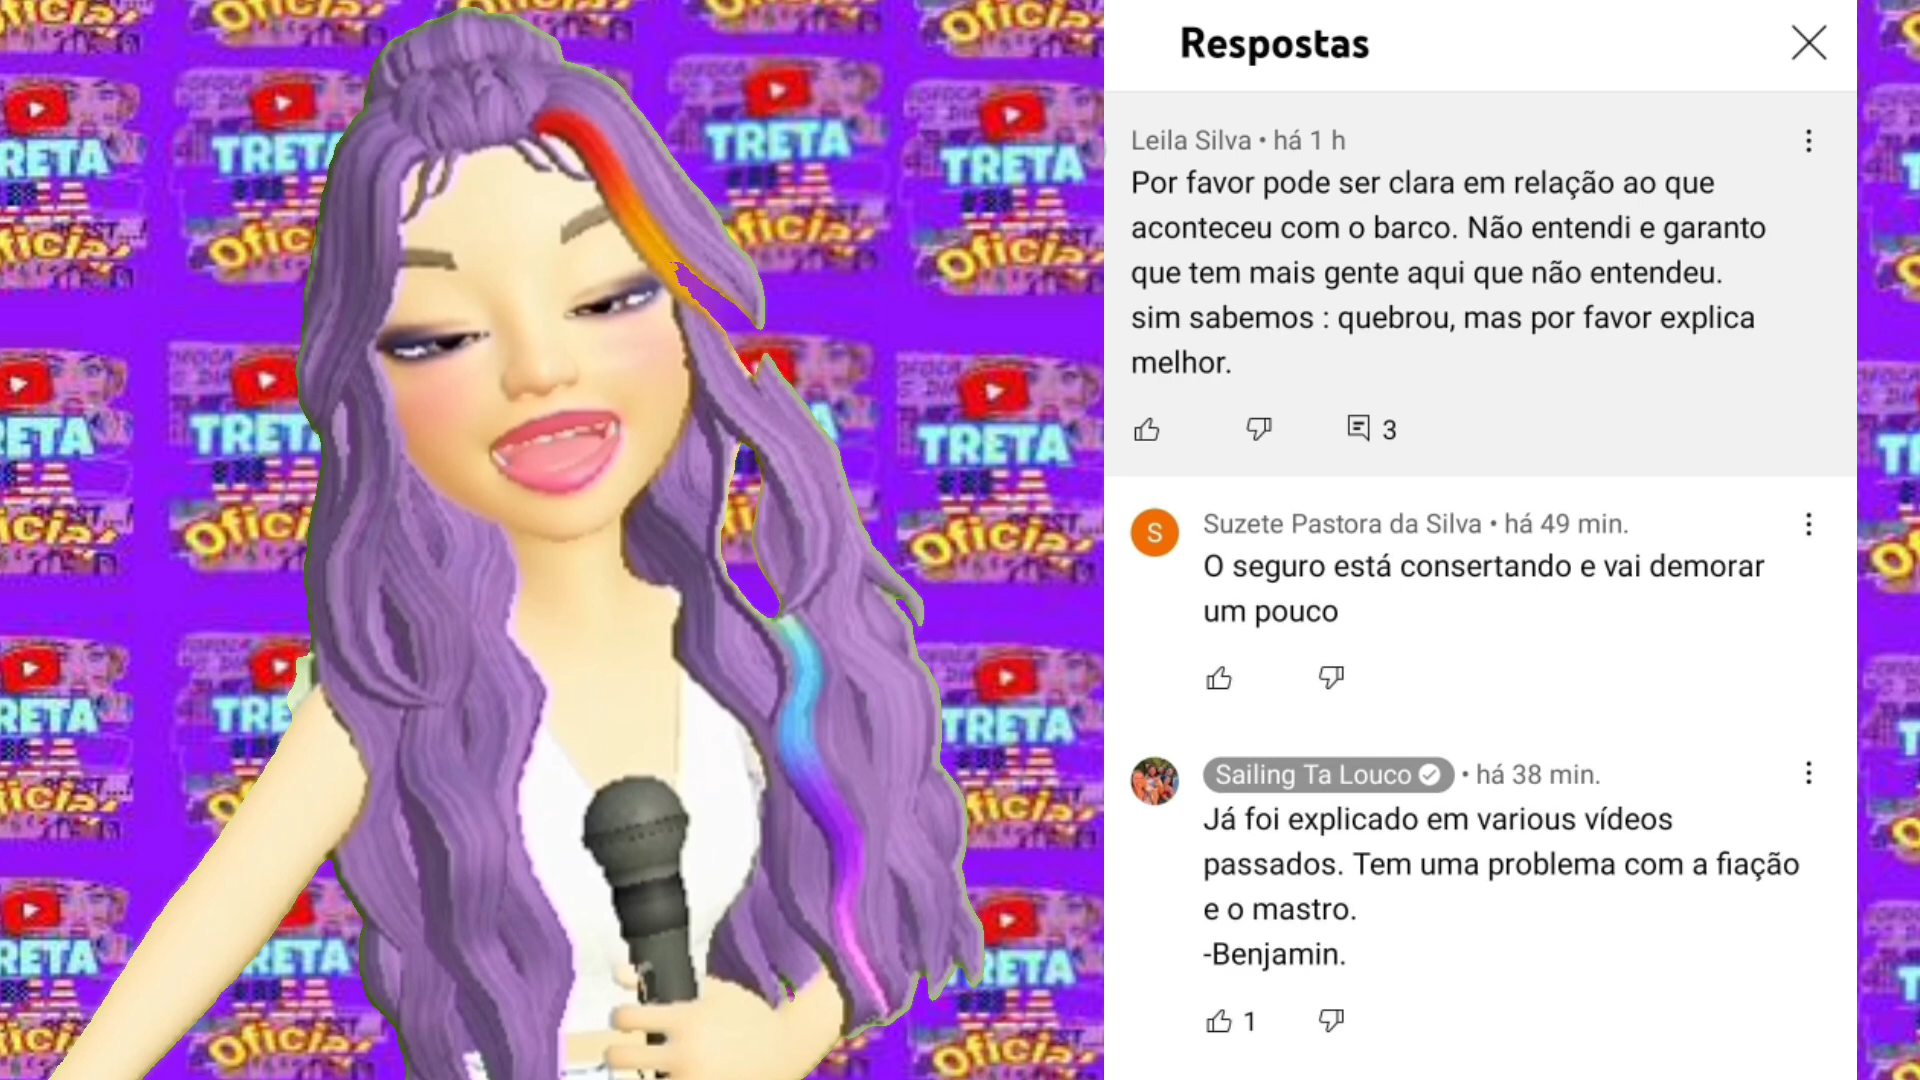 Respostas
Leila Silva • há 1 h
Por favor pode ser clara em relação ao que
aconteceu com o barco. Não entendi e garanto
que tem mais gente aqui que não entendeu.
sim sabemos : quebrou, mas por favor explica
melhor.
3
S
Suzete Pastora da Silva • há 49 min.
O seguro está consertando e vai demorar
um pouco
Sailing Ta Louco • há 38 min.
Já foi explicado em various vídeos
passados. Tem uma problema com a fiação
e o mastro.
-Benjamin.
1
TRETA
Oficial